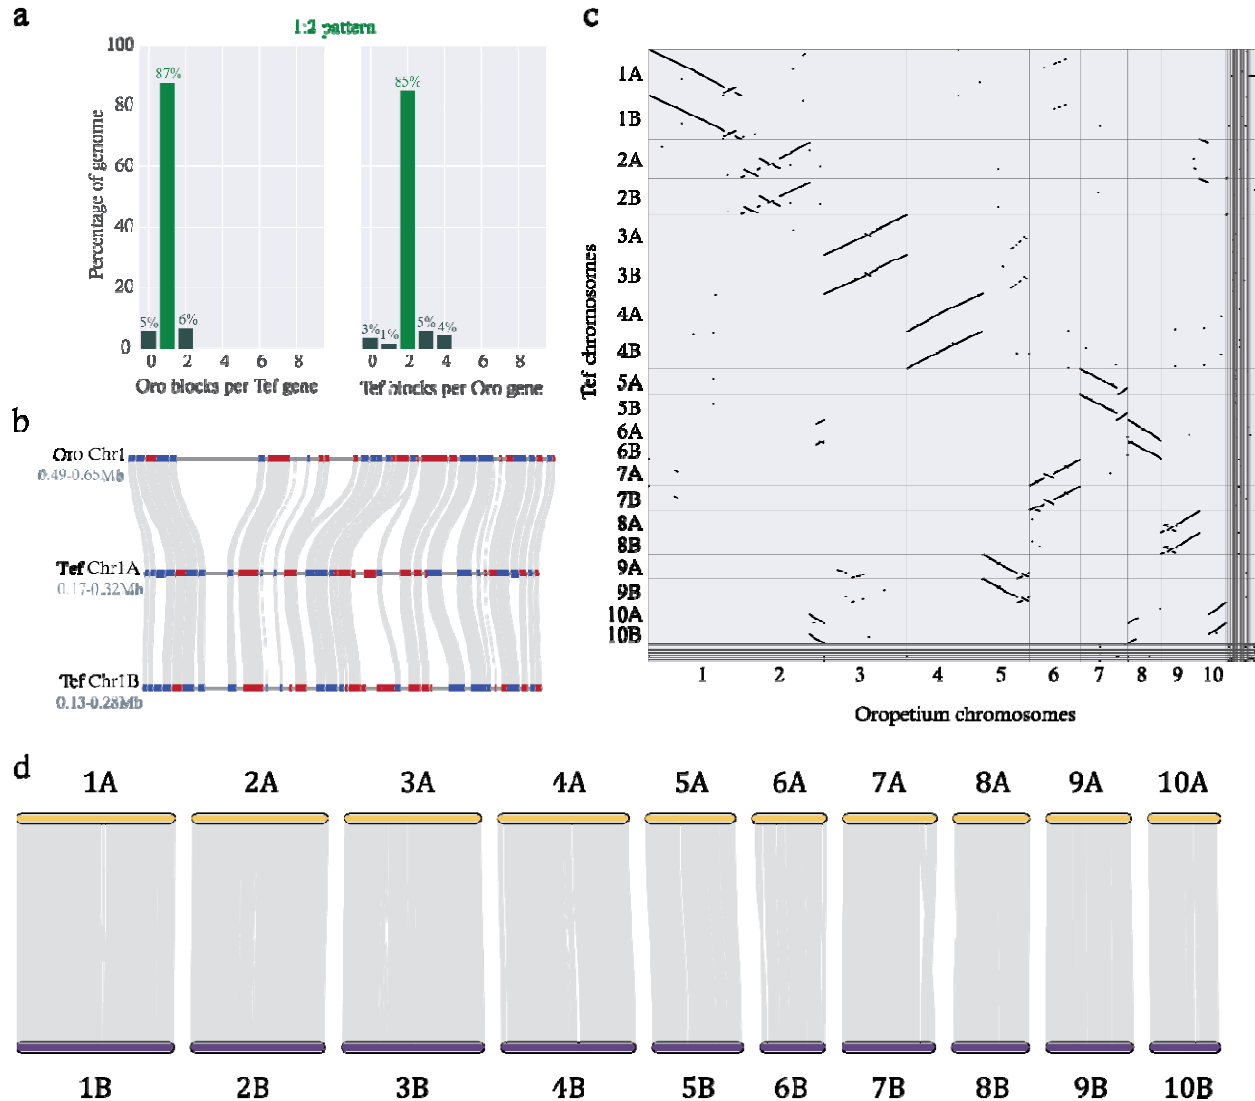 a
1:2 pattern
100
80
60
40
20
0
Percentage of genome
87%
5%
6%
0 2 4 6 8
Oro blocks per Tef gene
85%
3%
1%
5%
4%
0 2 4 6 8
Tef blocks per Oro gene
b
Oro Chr1
0.49-0.65Mb
Tef Chr1A
0.17-0.32Mb
Tef Chr1B
0.13-0.28Mb
c
Tef chromosomes
1A
1B
2A
2B
3A
3B
4A
4B
5A
5B
6A
6B
7A
7B
8A
8B
9A
9B
10A
10B
1 2 3 4 5 6 7 8 9 10
Oropetium chromosomes
d
1A 2A 3A 4A 5A 6A 7A 8A 9A 10A
1B 2B 3B 4B 5B 6B 7B 8B 9B 10B